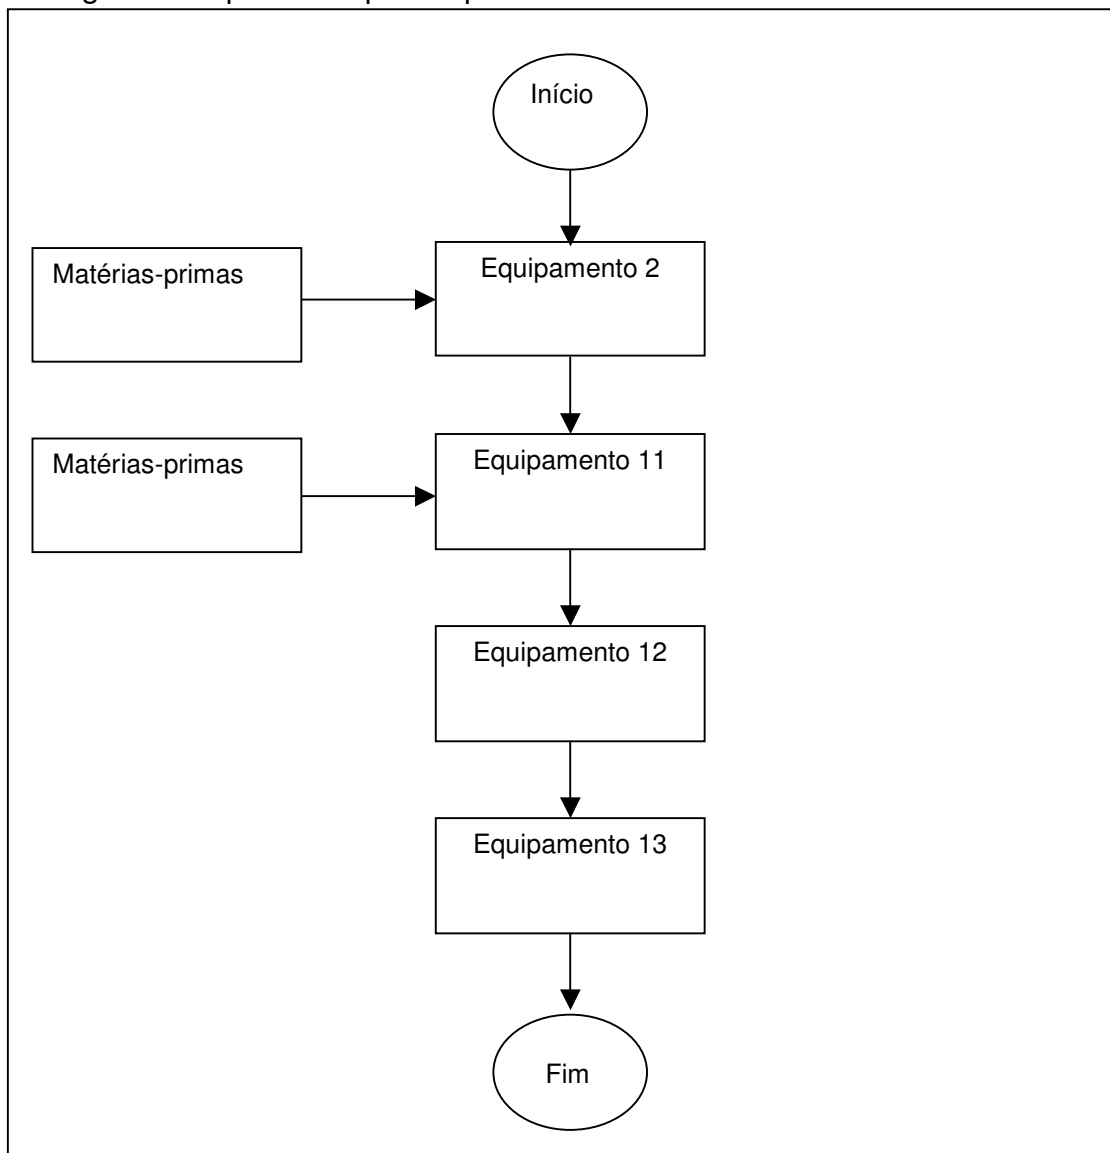 Início
Matérias-primas
Equipamento 2
Matérias-primas
Equipamento 11
Equipamento 12
Equipamento 13
Fim